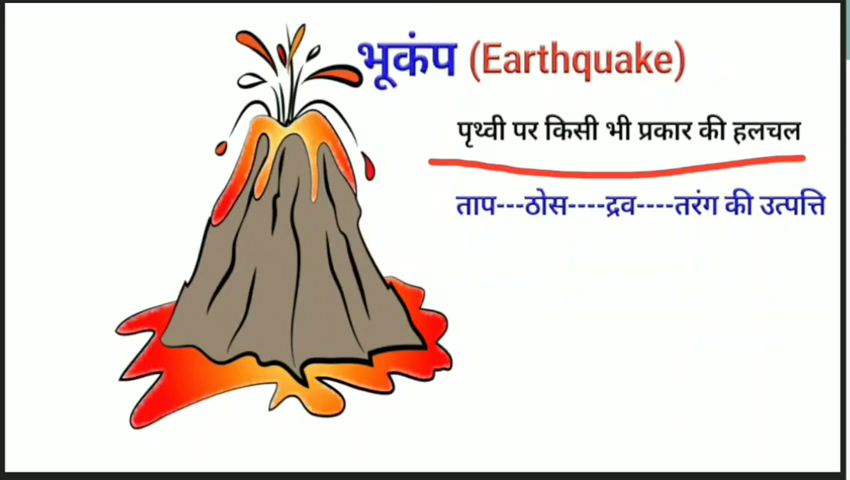 भूकंप (Earthquake)
पृथ्वी पर किसी भी प्रकार की हलचल
ताप---ठोस----द्रव----तरंग की उत्पत्ति